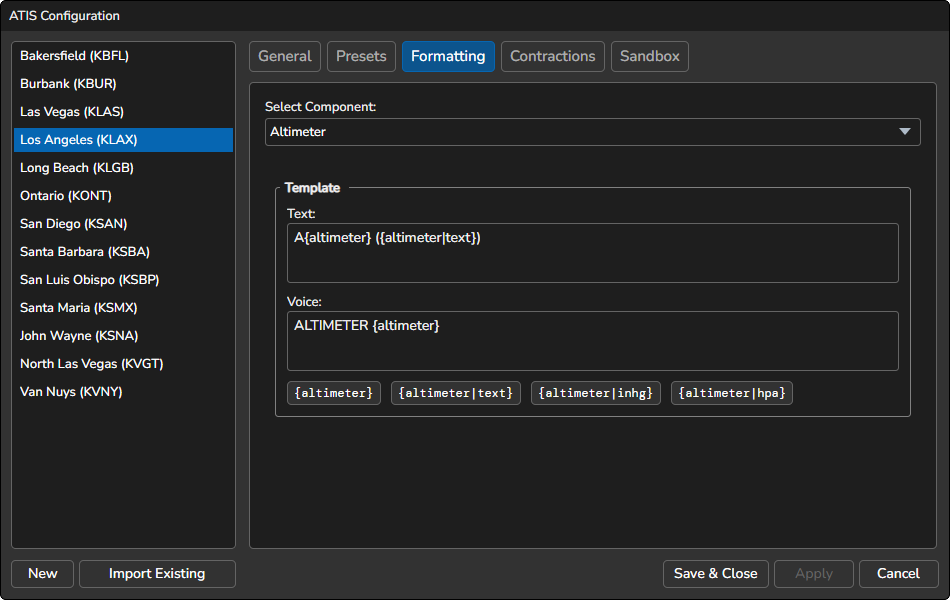 ATIS Configuration
Bakersfield (KBFL)
Burbank (KBUR)
Las Vegas (KLAS)
Los Angeles (KLAX)
Long Beach (KLGB)
Ontario (KONT)
San Diego (KSAN)
Santa Barbara (KSBA)
San Luis Obispo (KSBP)
Santa Maria (KSMX)
John Wayne (KSNA)
North Las Vegas (KVGT)
Van Nuys (KVNY)
New Import Existing
General Presets Formatting Contractions Sandbox
Select Component:
Altimeter
Template
Text:
A{altimeter} ({altimeter|text})
Voice:
ALTIMETER {altimeter}
{altimeter} {altimeter|text} {altimeter|inhg} {altimeter|hpa}
Save & Close Apply Cancel